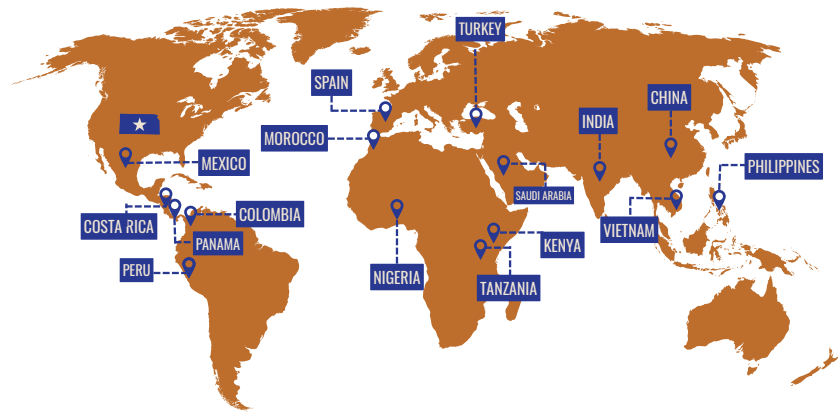 TURKEY
SPAIN
CHINA
INDIA
MOROCCO
MEXICO
PHILIPPINES
SAUDI ARABIA
COLOMBIA
COSTA RICA
VIETNAM
PANAMA
KENYA
PERU
NIGERIA
TANZANIA